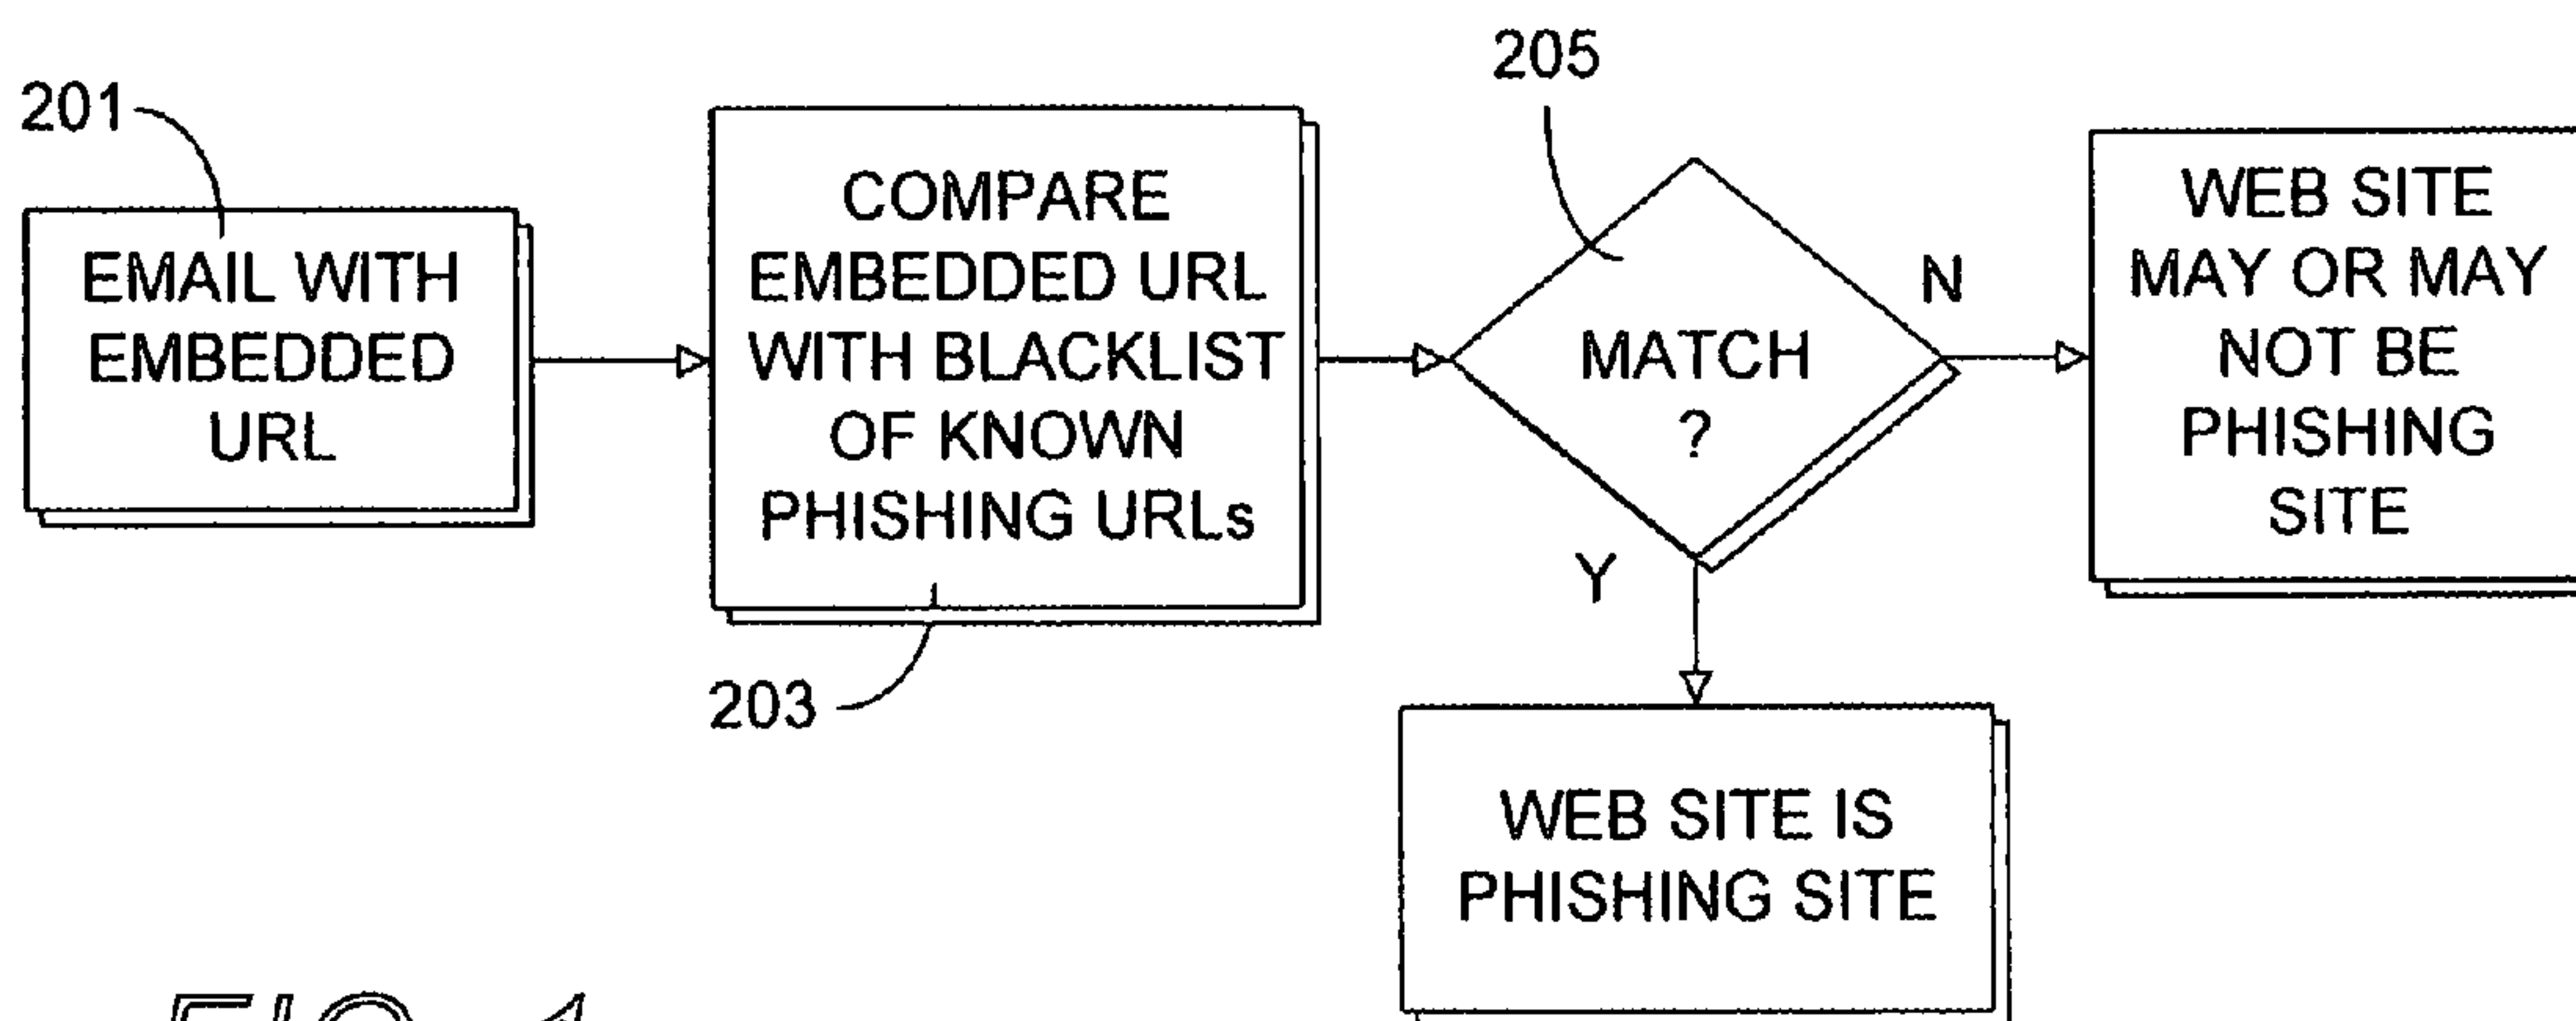 201
EMAIL WITH
EMBEDDED
URL
COMPARE
EMBEDDED URL
WITH BLACKLIST
OF KNOWN
PHISHING URLs
203
205
MATCH
?
N
Y
WEB SITE
MAY OR MAY
NOT BE
PHISHING
SITE
WEB SITE IS
PHISHING SITE